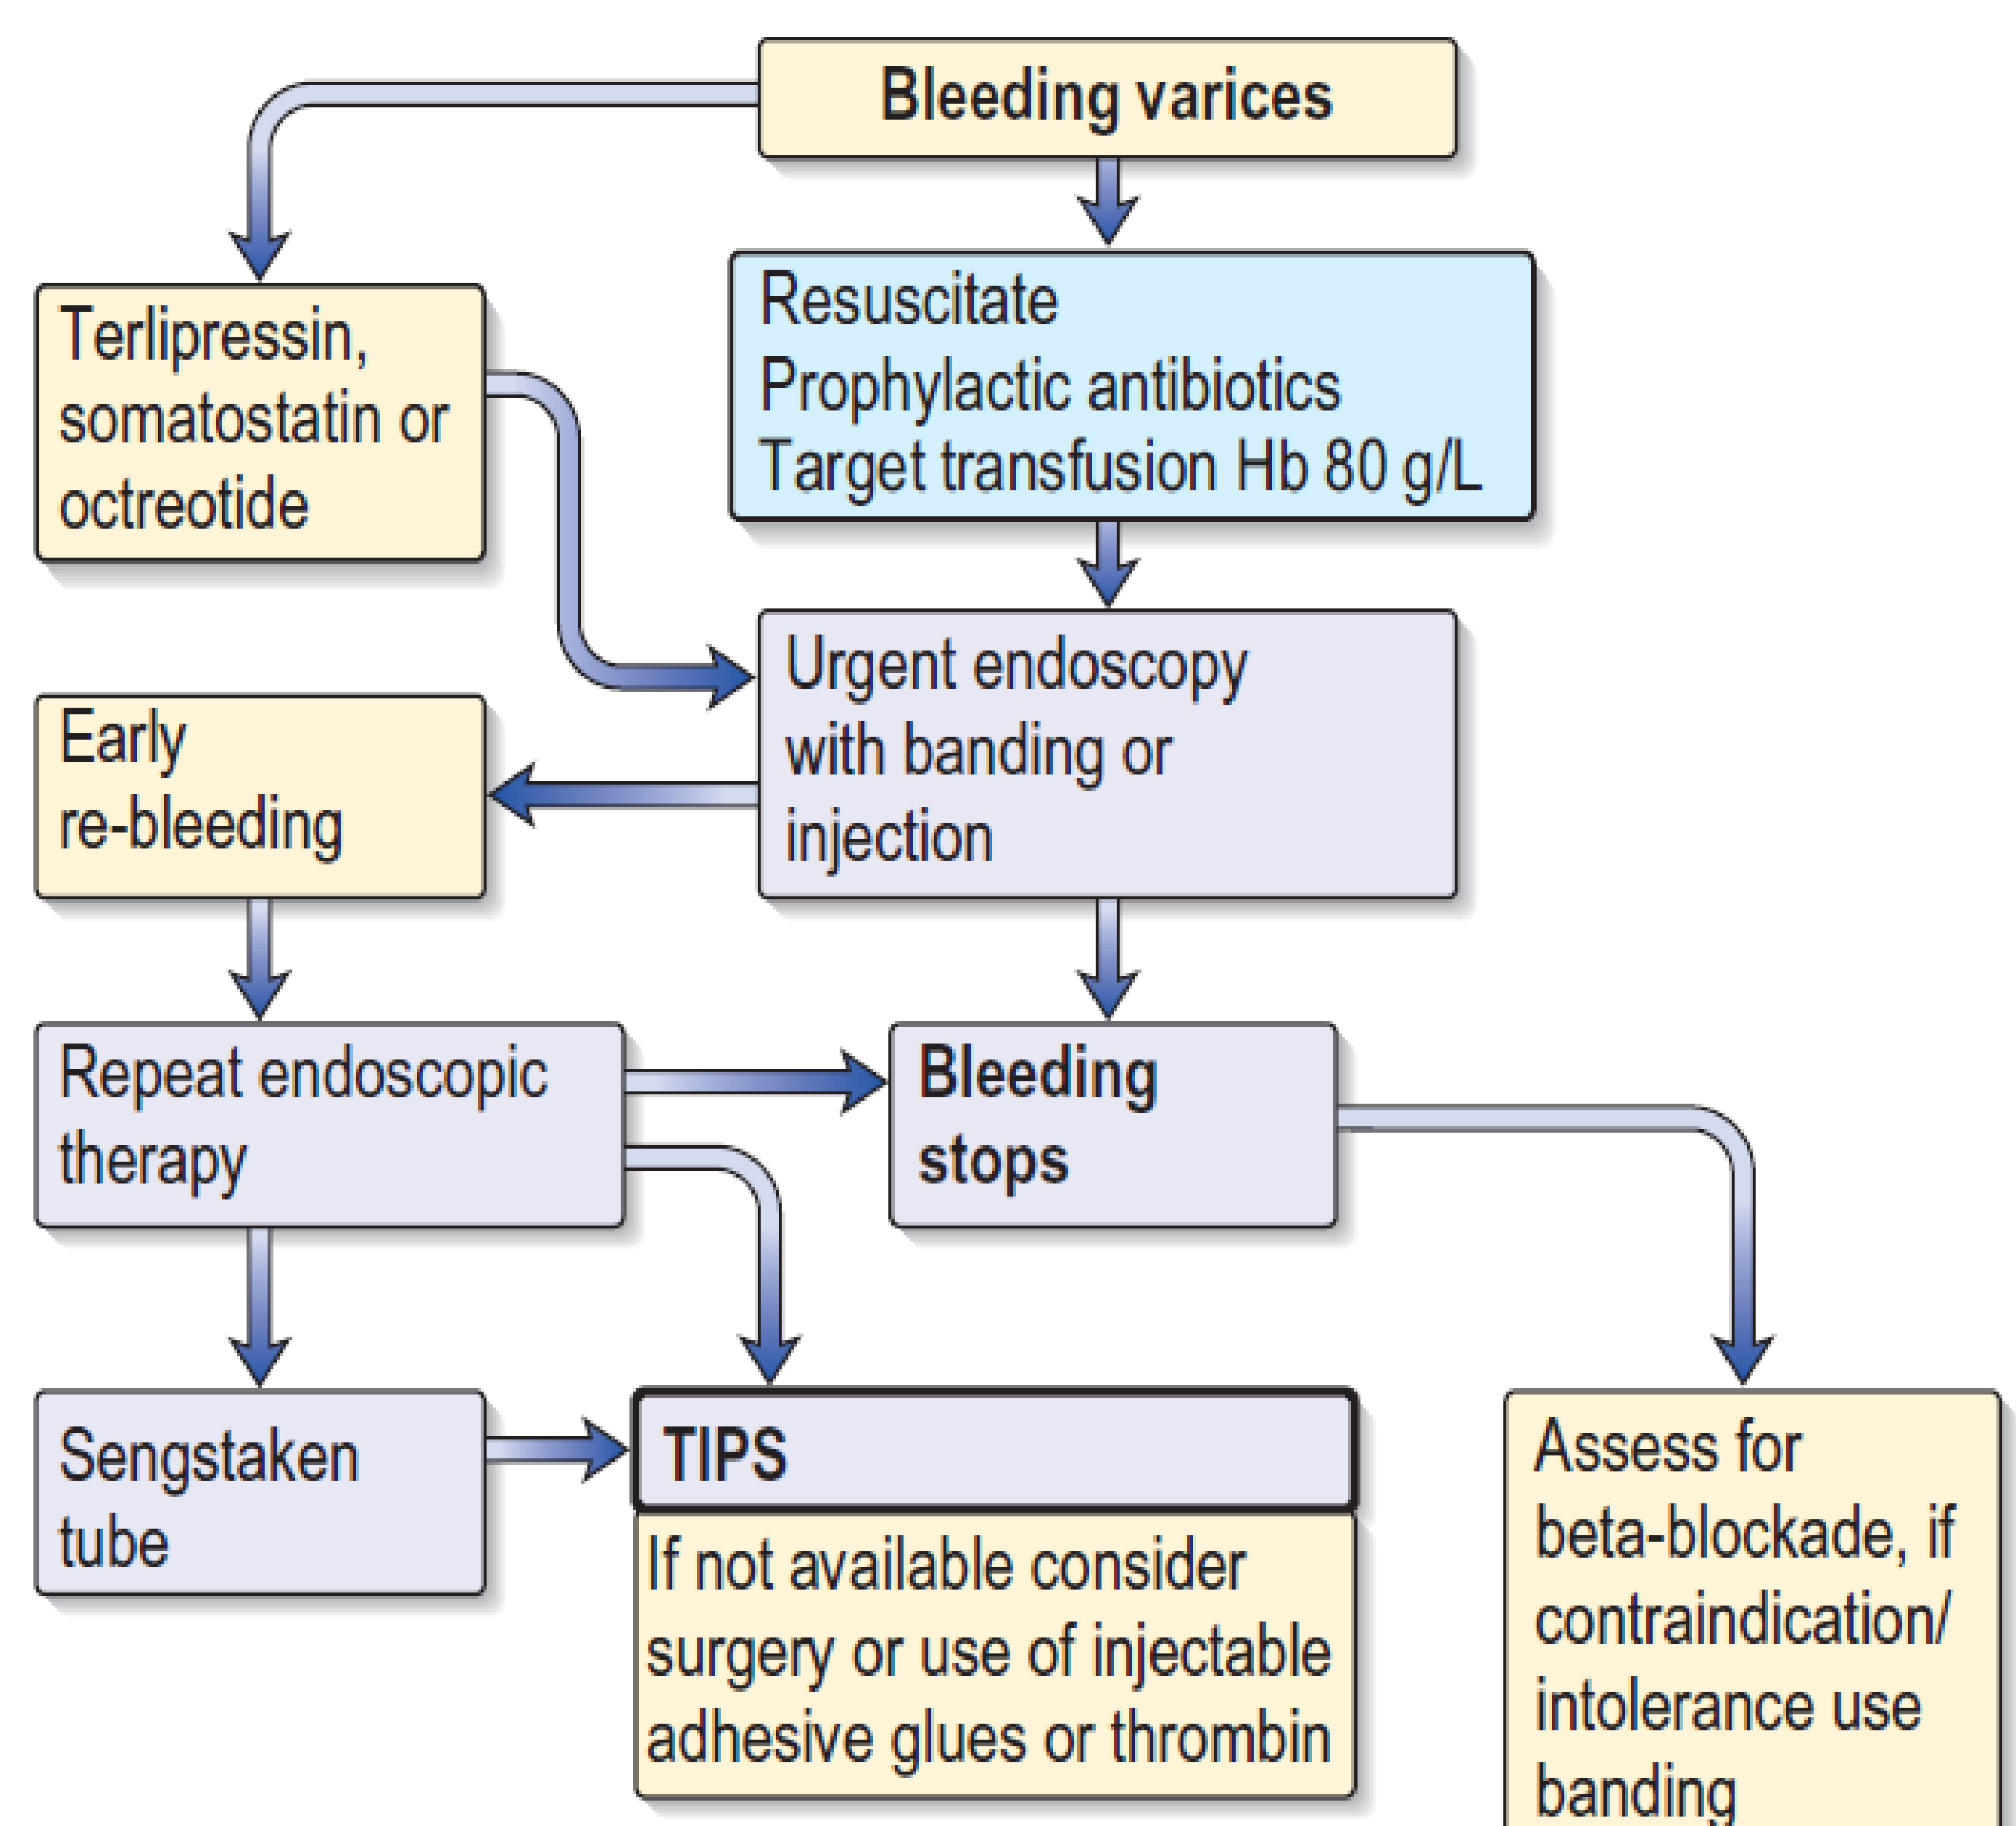 Bleeding varices
Terlipressin,
somatostatin or
octreotide
Resuscitate
Prophylactic antibiotics
Target transfusion Hb 80 g/L
Urgent endoscopy
with banding or
injection
Early
re-bleeding
Repeat endoscopic
therapy
Bleeding
stops
Sengstaken
tube
TIPS
If not available consider
surgery or use of injectable
adhesive glues or thrombin
Assess for
beta-blockade, if
contraindication/
intolerance use
banding